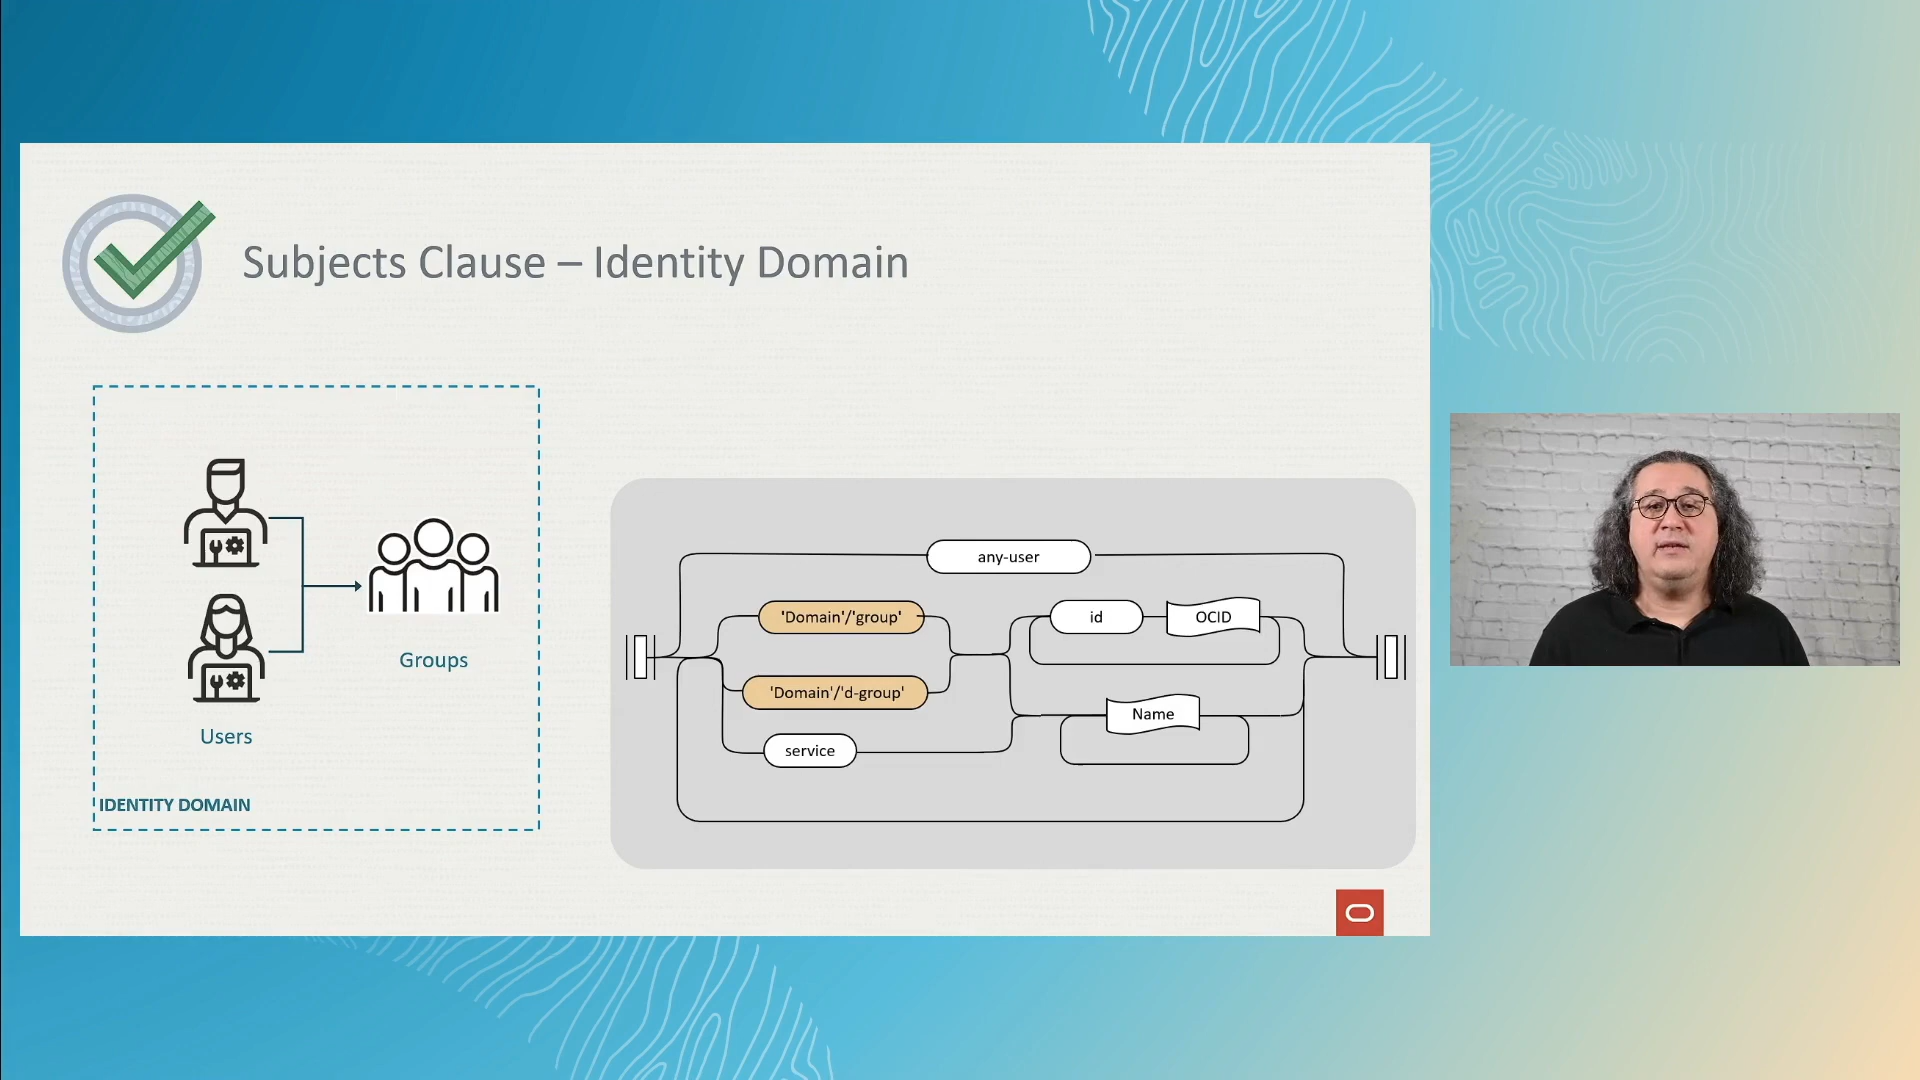 Subjects Clause – Identity Domain
Users
Groups
IDENTITY DOMAIN
any-user
'Domain'/'group'
id
OCID
'Domain'/'d-group'
Name
service